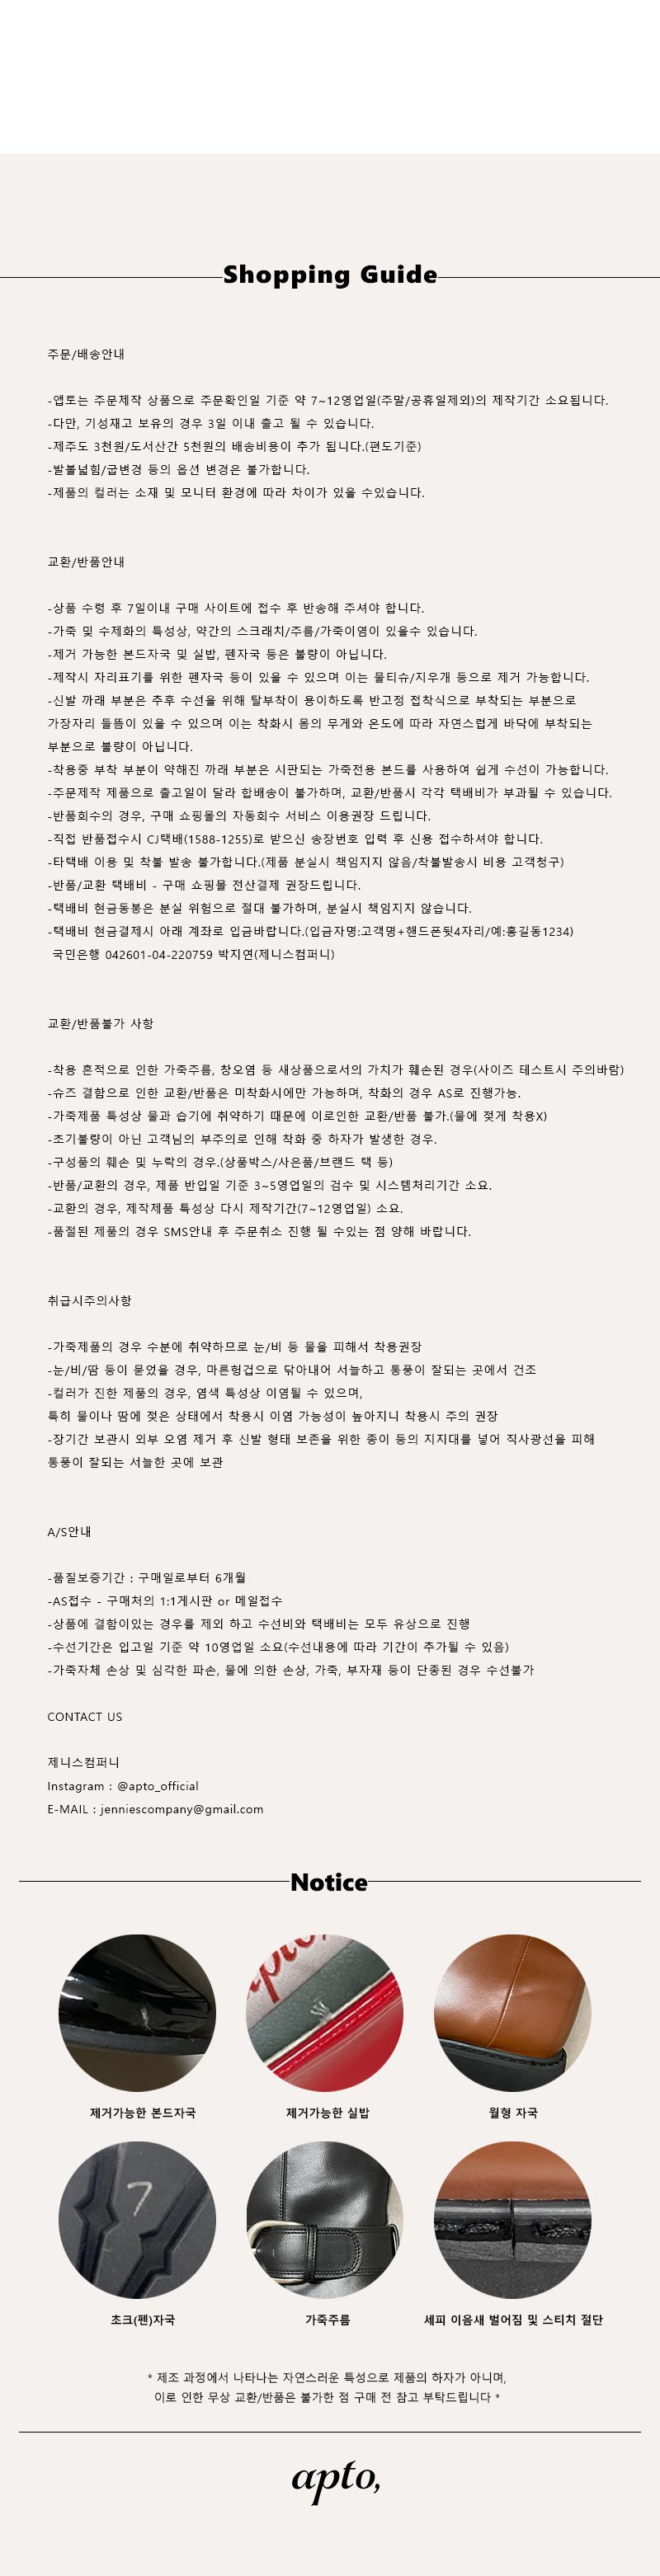 Shopping Guide
주문/배송안내
-앱토는 주문제작 상품으로 주문확인일 기준 약 7~12영업일(주말/공휴일제외)의 제작기간 소요됩니다.
-다만, 기성재고 보유의 경우 3일 이내 출고 될 수 있습니다.
-제주도 3천원/도서산간 5천원의 배송비용이 추가 됩니다.(편도기준)
-발볼넓힘/굽변경 등의 옵션 변경은 불가합니다.
-제품의 컬러는 소재 및 모니터 환경에 따라 차이가 있을 수있습니다.
교환/반품안내
-상품 수령 후 7일이내 구매 사이트에 접수 후 반송해 주셔야 합니다.
-가죽 및 수제화의 특성상, 약간의 스크래치/주름/가죽이염이 있을수 있습니다.
-제거 가능한 본드자국 및 실밥, 펜자국 등은 불량이 아닙니다.
-제작시 자리표기를 위한 펜자국 등이 있을 수 있으며 이는 물티슈/지우개 등으로 제거 가능합니다.
-신발 까래 부분은 추후 수선을 위해 탈부착이 용이하도록 반고정 접착식으로 부착되는 부분으로
가장자리 들뜸이 있을 수 있으며 이는 착화시 몸의 무게와 온도에 따라 자연스럽게 바닥에 부착되는
부분으로 불량이 아닙니다.
-착용중 부착 부분이 약해진 까래 부분은 시판되는 가죽전용 본드를 사용하여 쉽게 수선이 가능합니다.
-주문제작 제품으로 출고일이 달라 합배송이 불가하며, 교환/반품시 각각 택배비가 부과될 수 있습니다.
-반품회수의 경우, 구매 쇼핑몰의 자동회수 서비스 이용권장 드립니다.
-직접 반품접수시 CJ택배(1588-1255)로 받으신 송장번호 입력 후 신용 접수하셔야 합니다.
-타택배 이용 및 착불 발송 불가합니다.(제품 분실시 책임지지 않음/착불발송시 비용 고객청구)
-반품/교환 택배비 - 구매 쇼핑몰 전산결제 권장드립니다.
-택배비 현금동봉은 분실 위험으로 절대 불가하며, 분실시 책임지지 않습니다.
-택배비 현금결제시 아래 계좌로 입금바랍니다.(입금자명:고객명+핸드폰뒷4자리/예:홍길동1234)
국민은행 042601-04-220759 박지연(제니스컴퍼니)
교환/반품불가 사항
-착용 흔적으로 인한 가죽주름, 창오염 등 새상품으로서의 가치가 훼손된 경우(사이즈 테스트시 주의바람)
-슈즈 결함으로 인한 교환/반품은 미착화시에만 가능하며, 착화의 경우 AS로 진행가능.
-가죽제품 특성상 물과 습기에 취약하기 때문에 이로인한 교환/반품 불가.(물에 젖게 착용X)
-초기불량이 아닌 고객님의 부주의로 인해 착화 중 하자가 발생한 경우.
-구성품의 훼손 및 누락의 경우.(상품박스/사은품/브랜드 택 등)
-반품/교환의 경우, 제품 반입일 기준 3~5영업일의 검수 및 시스템처리기간 소요.
-교환의 경우, 제작제품 특성상 다시 제작기간(7~12영업일) 소요.
-품절된 제품의 경우 SMS안내 후 주문취소 진행 될 수있는 점 양해 바랍니다.
취급시주의사항
-가죽제품의 경우 수분에 취약하므로 눈/비 등 물을 피해서 착용권장
-눈/비/땀 등이 묻었을 경우, 마른헝겁으로 닦아내어 서늘하고 통풍이 잘되는 곳에서 건조
-컬러가 진한 제품의 경우, 염색 특성상 이염될 수 있으며,
특히 물이나 땀에 젖은 상태에서 착용시 이염 가능성이 높아지니 착용시 주의 권장
-장기간 보관시 외부 오염 제거 후 신발 형태 보존을 위한 종이 등의 지지대를 넣어 직사광선을 피해
통풍이 잘되는 서늘한 곳에 보관
A/S안내
-품질보증기간 : 구매일로부터 6개월
-AS접수 - 구매처의 1:1게시판 or 메일접수
-상품에 결함이있는 경우를 제외 하고 수선비와 택배비는 모두 유상으로 진행
-수선기간은 입고일 기준 약 10영업일 소요(수선내용에 따라 기간이 추가될 수 있음)
-가죽자체 손상 및 심각한 파손, 물에 의한 손상, 가죽, 부자재 등이 단종된 경우 수선불가
CONTACT US
제니스컴퍼니
Instagram : @apto_official
E-MAIL : jenniescompany@gmail.com
Notice
apto,
제거가능한 본드자국
제거가능한 실밥
월형 자국
7
초크(펜)자국
가죽주름
세피 이음새 벌어짐 및 스티치 절단
* 제조 과정에서 나타나는 자연스러운 특성으로 제품의 하자가 아니며,
이로 인한 무상 교환/반품은 불가한 점 구매 전 참고 부탁드립니다 *
apto,